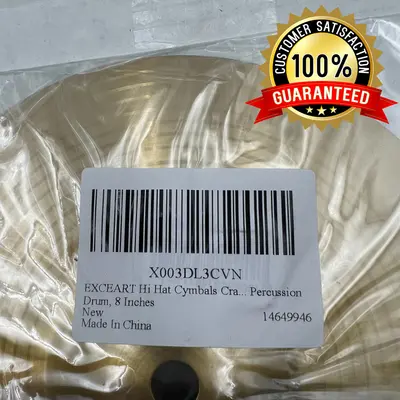 CUSTOMER SATISFACTION
100%
GUARANTEED
X003DL3CVN
EXCEART Hi Hat Cymbals Cra... Percussion
Drum, 8 Inches
New
14649946
Made In China